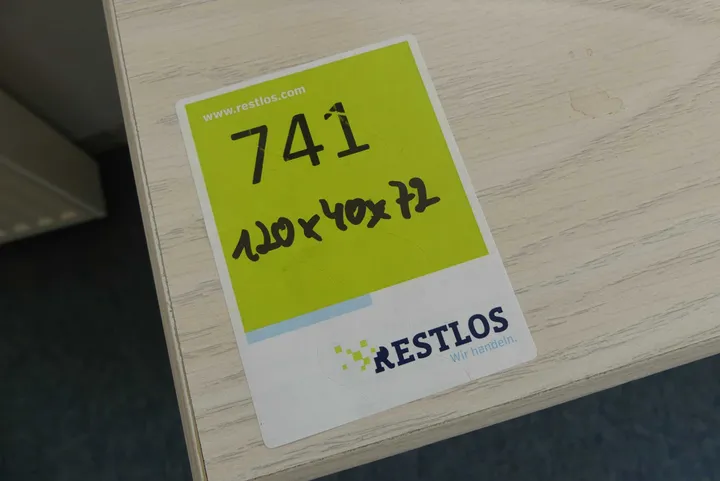 www.restlos.com
741
120x40x72
RESTLOS
Wir handeln.